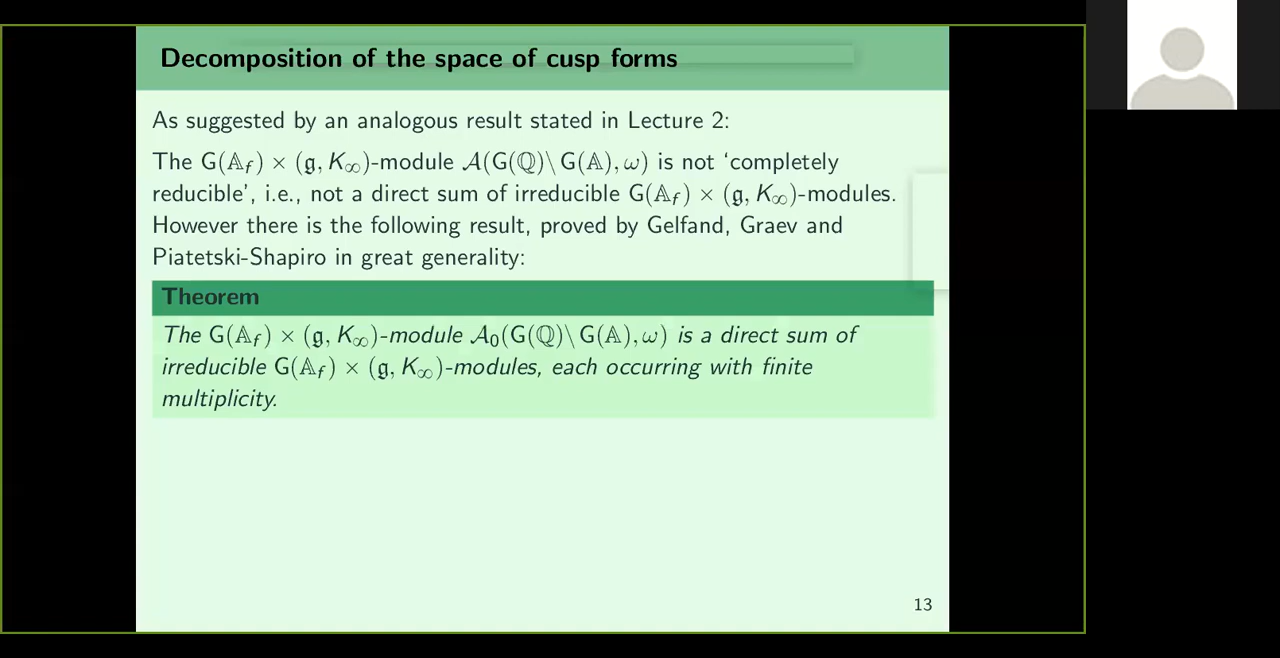 Decomposition of the space of cusp forms
As suggested by an analogous result stated in Lecture 2:
The G(𝔸_f) × (𝔤, K_∞)-module 𝒜(G(ℚ)\G(𝔸), ω) is not ‘completely
reducible’, i.e., not a direct sum of irreducible G(𝔸_f) × (𝔤, K_∞)-modules.
However there is the following result, proved by Gelfand, Graev and
Piatetski-Shapiro in great generality:
Theorem
The G(𝔸_f) × (𝔤, K_∞)-module 𝒜₀(G(ℚ)\G(𝔸), ω) is a direct sum of
irreducible G(𝔸_f) × (𝔤, K_∞)-modules, each occurring with finite
multiplicity.
13